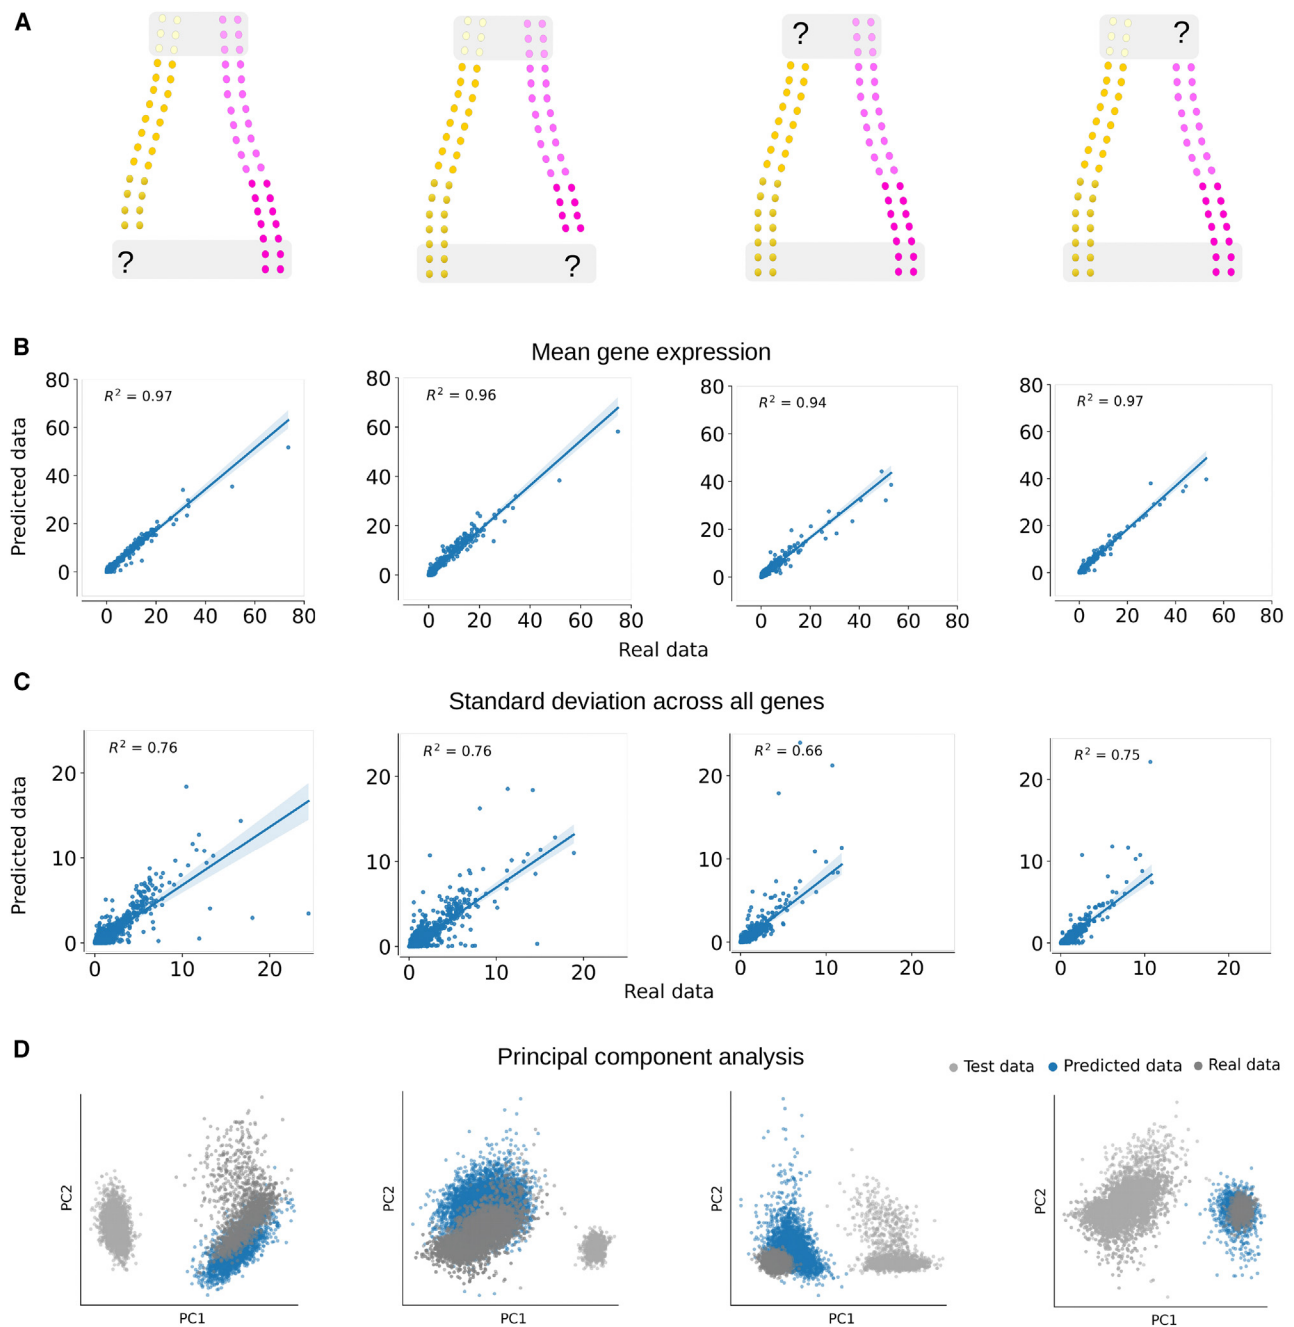 A
? ? ? ?
B
Mean gene expression
Predicted data
80
60
40
20
0
R² = 0.97
0 20 40 60 80
80
60
40
20
0
R² = 0.96
0 20 40 60 80
80
60
40
20
0
R² = 0.94
0 20 40 60 80
80
60
40
20
0
R² = 0.97
0 20 40 60 80
Real data
C
Standard deviation across all genes
Predicted data
20
10
0
R² = 0.76
0 10 20
20
10
0
R² = 0.76
0 10 20
20
10
0
R² = 0.66
0 10 20
20
10
0
R² = 0.75
0 10 20
Real data
D
Principal component analysis
Test data Predicted data Real data
PC2
PC1
PC2
PC1
PC2
PC1
PC2
PC1